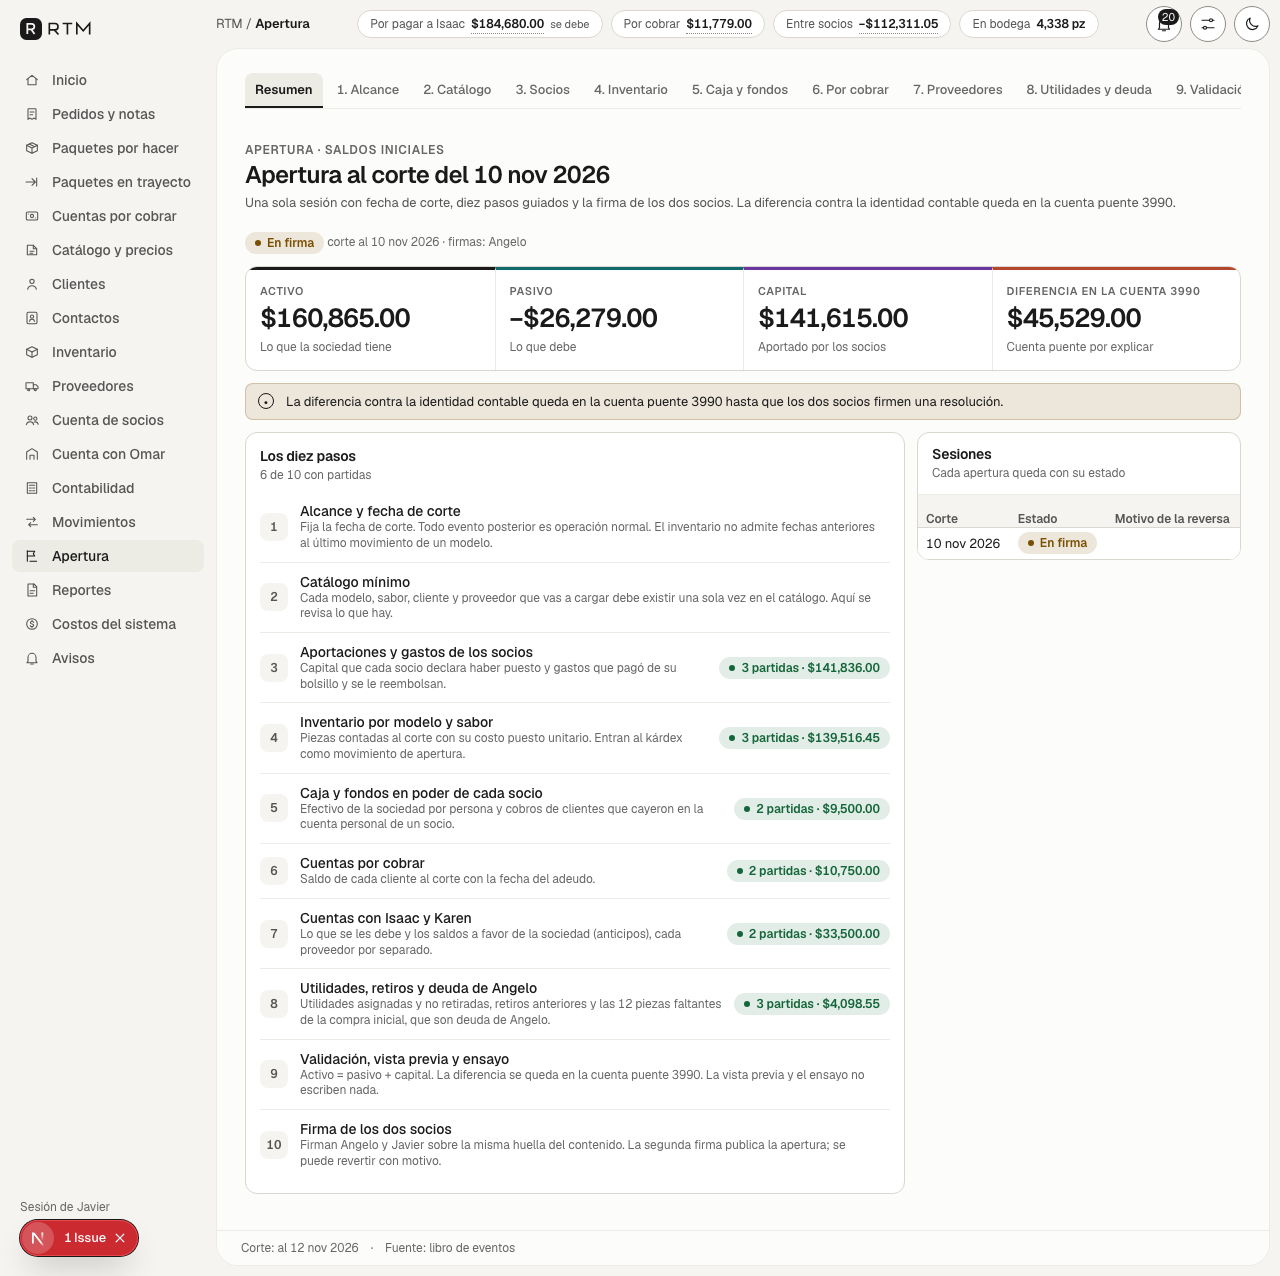 RTM
RTM / Apertura
Por pagar a Isaac $184,680.00 se debe
Por cobrar $11,779.00
Entre socios −$112,311.05
En bodega 4,338 pz
20
Inicio
Pedidos y notas
Paquetes por hacer
Paquetes en trayecto
Cuentas por cobrar
Catálogo y precios
Clientes
Contactos
Inventario
Proveedores
Cuenta de socios
Cuenta con Omar
Contabilidad
Movimientos
Apertura
Reportes
Costos del sistema
Avisos
Sesión de Javier
1 Issue
Resumen
1. Alcance
2. Catálogo
3. Socios
4. Inventario
5. Caja y fondos
6. Por cobrar
7. Proveedores
8. Utilidades y deuda
9. Validació
APERTURA · SALDOS INICIALES
Apertura al corte del 10 nov 2026
Una sola sesión con fecha de corte, diez pasos guiados y la firma de los dos socios. La diferencia contra la identidad contable queda en la cuenta puente 3990.
En firma corte al 10 nov 2026 · firmas: Angelo
ACTIVO
$160,865.00
Lo que la sociedad tiene
PASIVO
−$26,279.00
Lo que debe
CAPITAL
$141,615.00
Aportado por los socios
DIFERENCIA EN LA CUENTA 3990
$45,529.00
Cuenta puente por explicar
La diferencia contra la identidad contable queda en la cuenta puente 3990 hasta que los dos socios firmen una resolución.
Los diez pasos
6 de 10 con partidas
1
Alcance y fecha de corte
Fija la fecha de corte. Todo evento posterior es operación normal. El inventario no admite fechas anteriores
al último movimiento de un modelo.
2
Catálogo mínimo
Cada modelo, sabor, cliente y proveedor que vas a cargar debe existir una sola vez en el catálogo. Aquí se
revisa lo que hay.
3
Aportaciones y gastos de los socios
Capital que cada socio declara haber puesto y gastos que pagó de su
bolsillo y se le reembolsan.
3 partidas · $141,836.00
4
Inventario por modelo y sabor
Piezas contadas al corte con su costo puesto unitario. Entran al kárdex
como movimiento de apertura.
3 partidas · $139,516.45
5
Caja y fondos en poder de cada socio
Efectivo de la sociedad por persona y cobros de clientes que cayeron en la
cuenta personal de un socio.
2 partidas · $9,500.00
6
Cuentas por cobrar
Saldo de cada cliente al corte con la fecha del adeudo.
2 partidas · $10,750.00
7
Cuentas con Isaac y Karen
Lo que se les debe y los saldos a favor de la sociedad (anticipos), cada
proveedor por separado.
2 partidas · $33,500.00
8
Utilidades, retiros y deuda de Angelo
Utilidades asignadas y no retiradas, retiros anteriores y las 12 piezas faltantes
de la compra inicial, que son deuda de Angelo.
3 partidas · $4,098.55
9
Validación, vista previa y ensayo
Activo = pasivo + capital. La diferencia se queda en la cuenta puente 3990. La vista previa y el ensayo no
escriben nada.
10
Firma de los dos socios
Firman Angelo y Javier sobre la misma huella del contenido. La segunda firma publica la apertura; se
puede revertir con motivo.
Sesiones
Cada apertura queda con su estado
Corte Estado Motivo de la reversa
10 nov 2026 En firma
Corte: al 12 nov 2026 · Fuente: libro de eventos